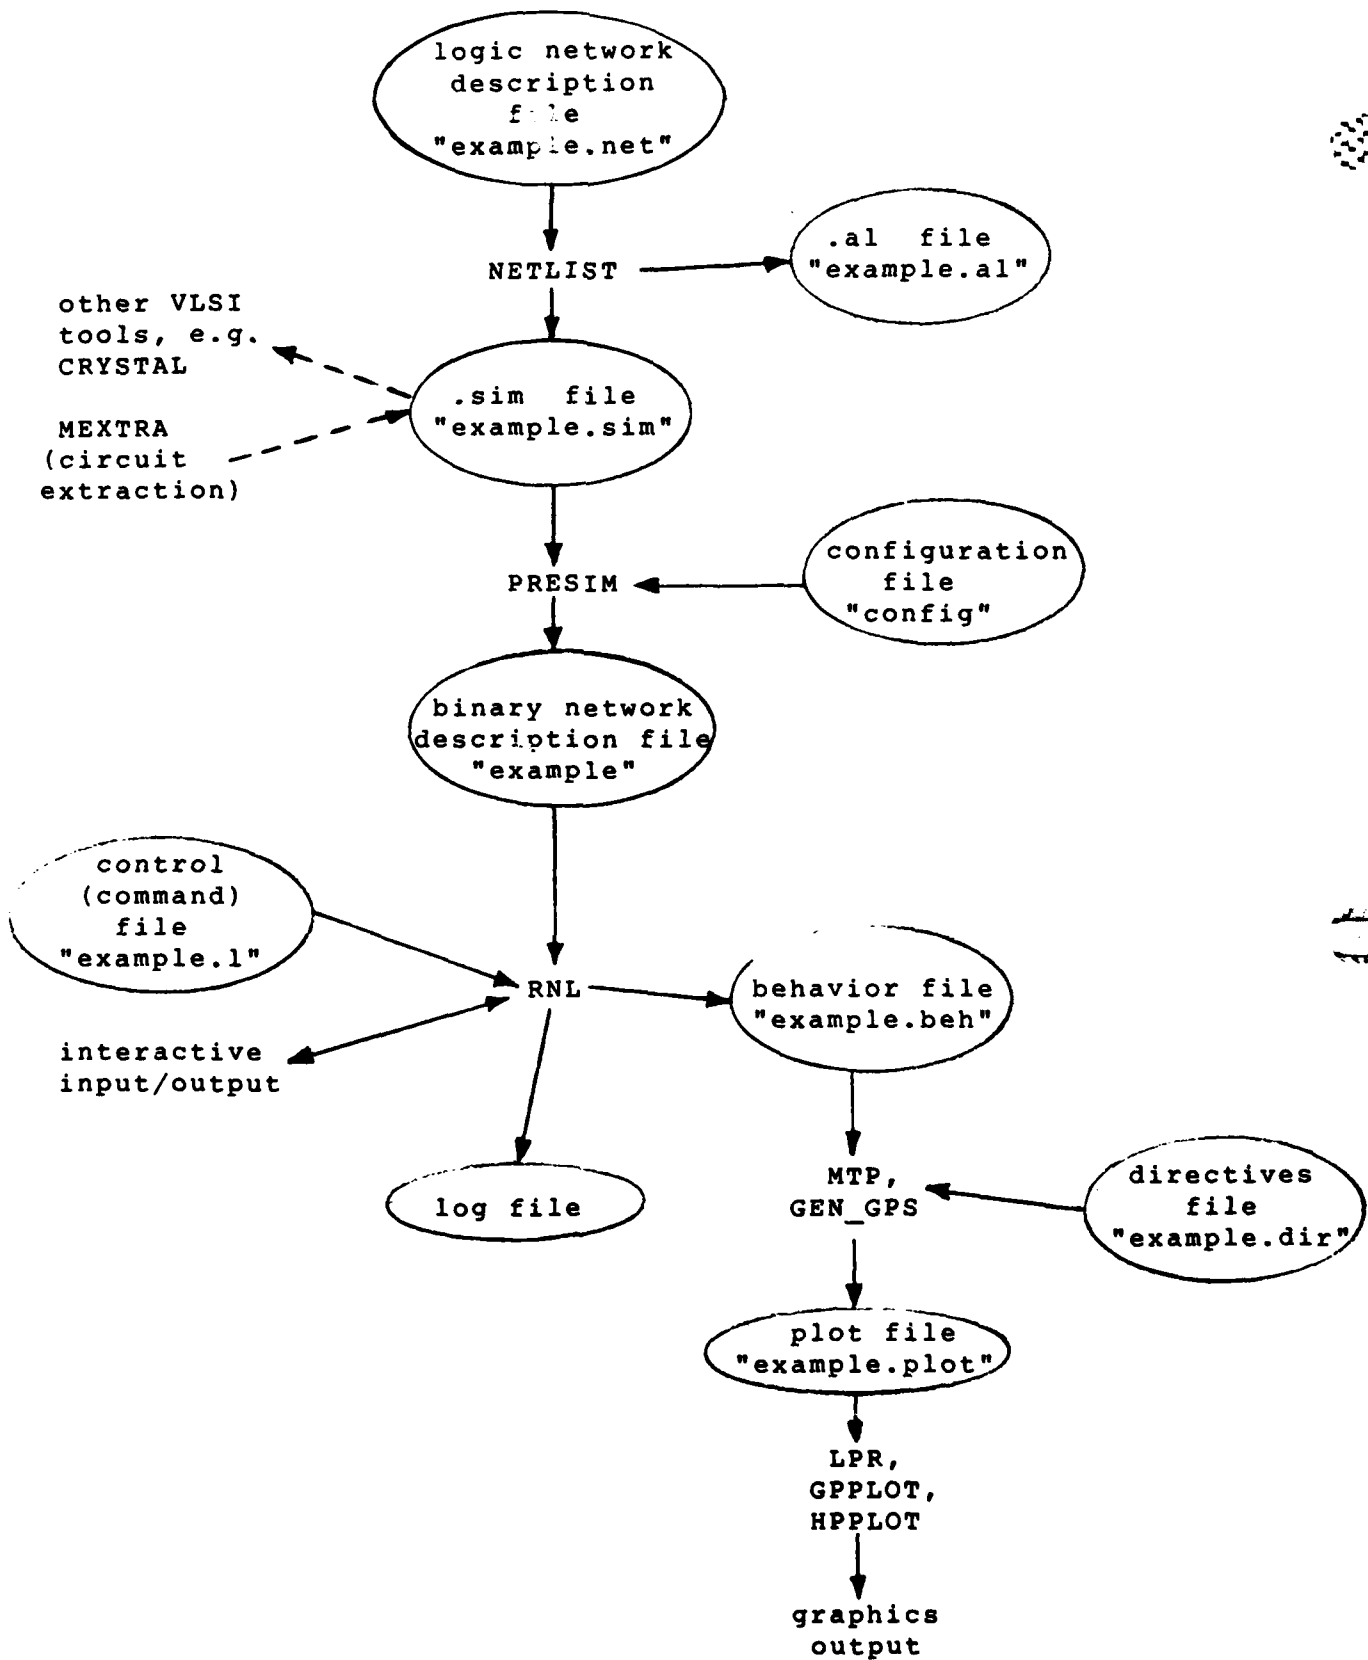 logic network
description
file
"example.net"
NETLIST
.al file
"example.al"
other VLSI
tools, e.g.
CRYSTAL
.sim file
"example.sim"
MEXTRA
(circuit
extraction)
PRESIM
configuration
file
"config"
binary network
description file
"example"
control
(command)
file
"example.l"
RNL
behavior file
"example.beh"
interactive
input/output
log file
MTP,
GEN_GPS
directives
file
"example.dir"
plot file
"example.plot"
LPR,
GPPLOT,
HPPLOT
graphics
output